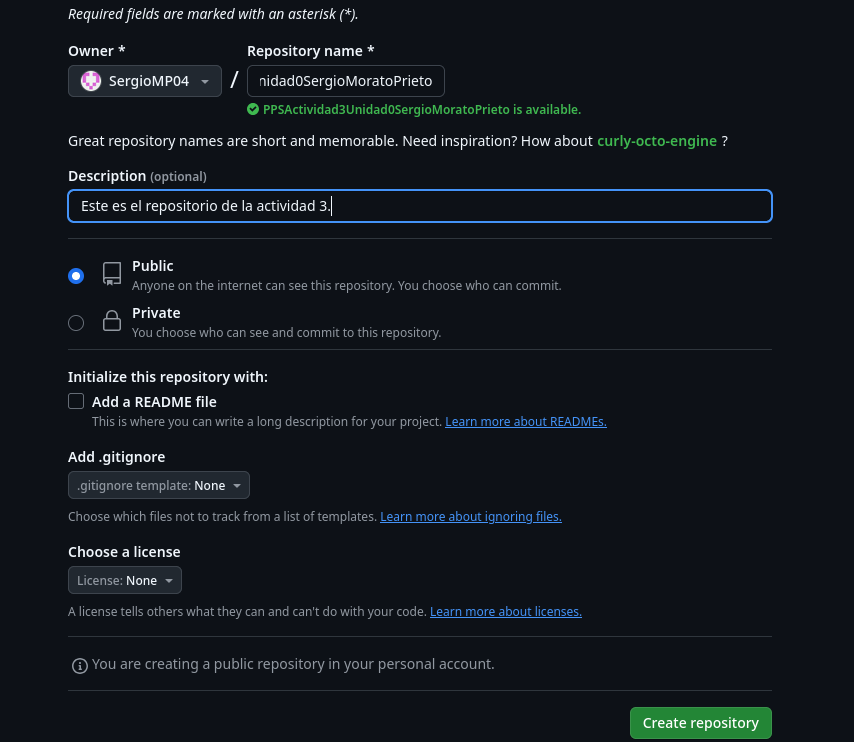 Required fields are marked with an asterisk (*).
Owner * Repository name *
SergioMP04 / nidad0SergioMoratoPrieto
PPSActividad3Unidad0SergioMoratoPrieto is available.
Great repository names are short and memorable. Need inspiration? How about curly-octo-engine ?
Description (optional)
Este es el repositorio de la actividad 3.
Public
Anyone on the internet can see this repository. You choose who can commit.
Private
You choose who can see and commit to this repository.
Initialize this repository with:
Add a README file
This is where you can write a long description for your project. Learn more about READMEs.
Add .gitignore
.gitignore template: None
Choose which files not to track from a list of templates. Learn more about ignoring files.
Choose a license
License: None
A license tells others what they can and can't do with your code. Learn more about licenses.
You are creating a public repository in your personal account.
Create repository